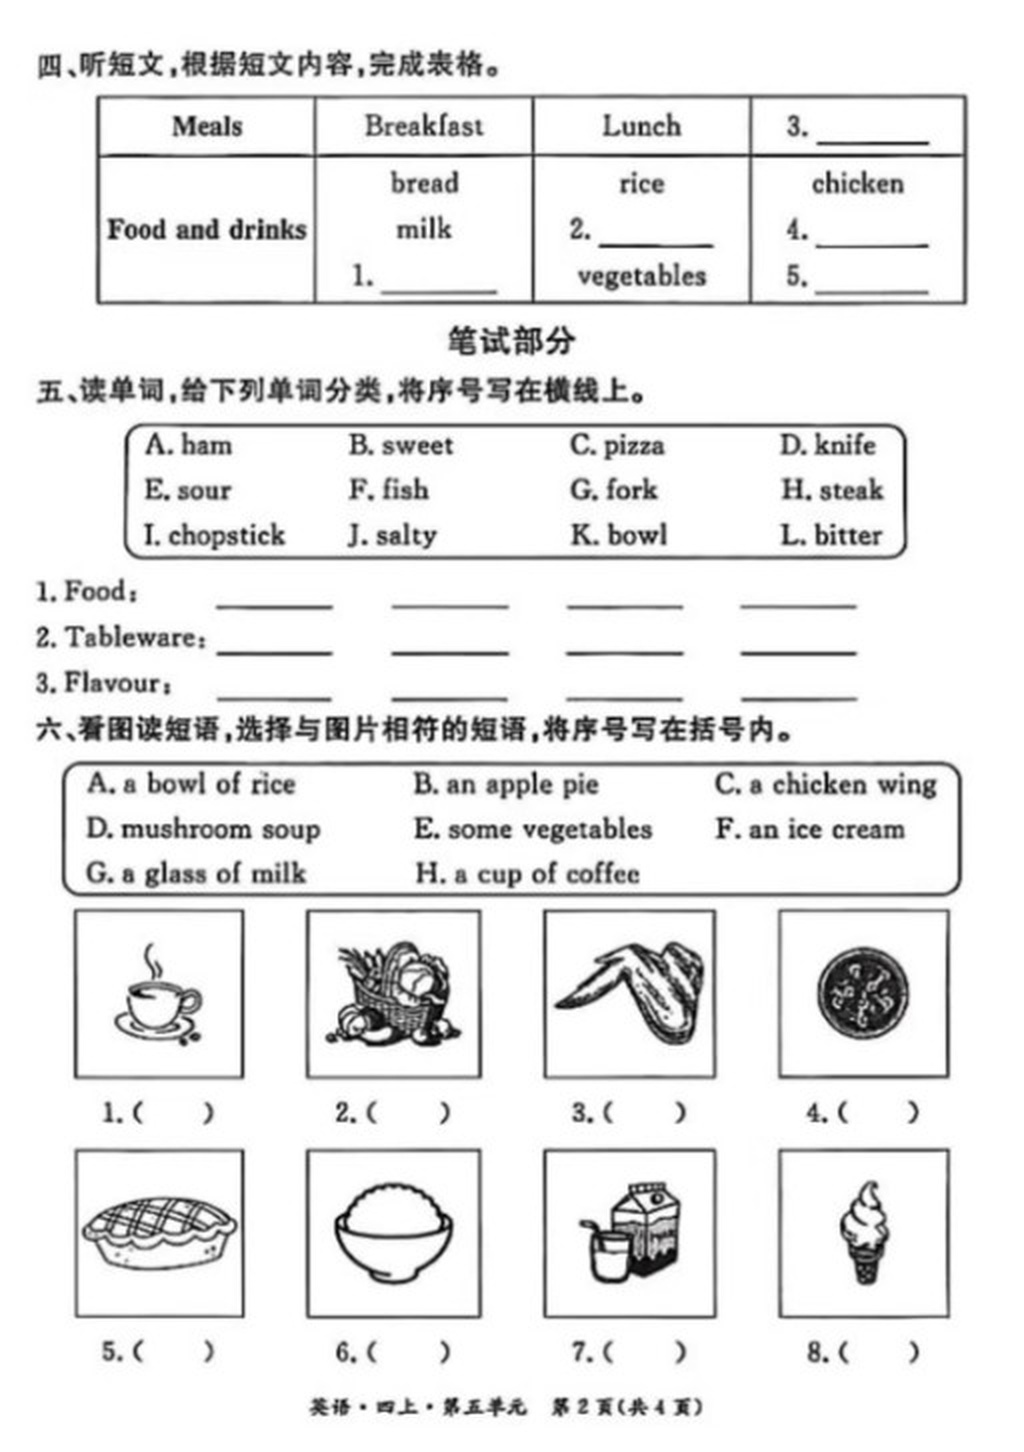 四、听短文,根据短文内容,完成表格。
Meals Breakfast Lunch 3. ______
bread rice chicken
Food and drinks milk 2. ______ 4. ______
1. ______ vegetables 5. ______
笔试部分
五、读单词,给下列单词分类,将序号写在横线上。
A. ham B. sweet C. pizza D. knife
E. sour F. fish G. fork H. steak
I. chopstick J. salty K. bowl L. bitter
1. Food: ______ ______ ______ ______
2. Tableware: ______ ______ ______ ______
3. Flavour: ______ ______ ______ ______
六、看图读短语,选择与图片相符的短语,将序号写在括号内。
A. a bowl of rice B. an apple pie C. a chicken wing
D. mushroom soup E. some vegetables F. an ice cream
G. a glass of milk H. a cup of coffee
1. ( ) 2. ( ) 3. ( ) 4. ( )
5. ( ) 6. ( ) 7. ( ) 8. ( )
英语·四上·第五单元 第2页(共4页)